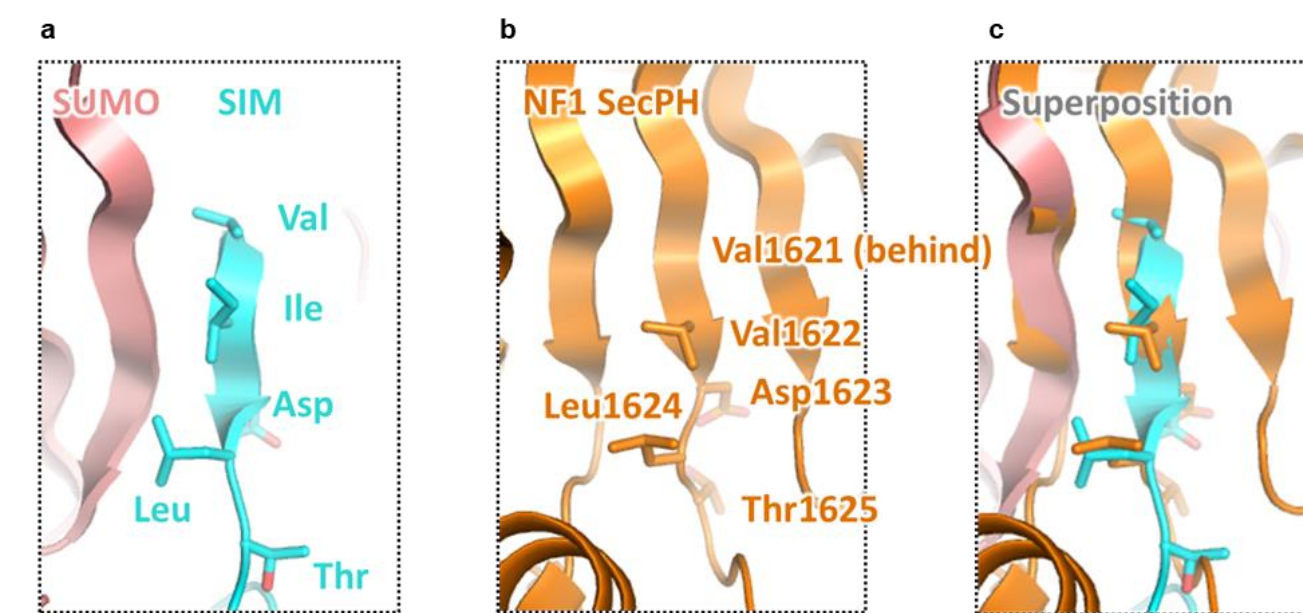 a
b
c
SUMO
SIM
Val
Ile
Asp
Leu
Thr
NF1 SecPH
Val1621 (behind)
Val1622
Asp1623
Leu1624
Thr1625
Superposition